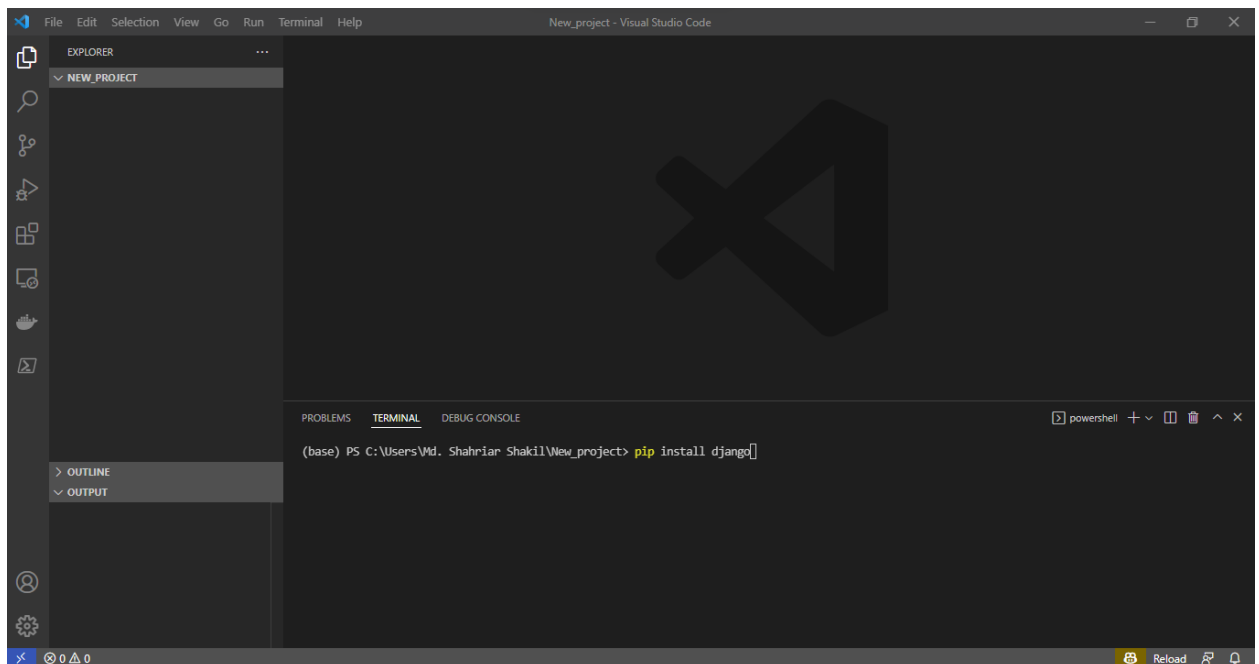 File Edit Selection View Go Run Terminal Help
New_project - Visual Studio Code
EXPLORER
NEW_PROJECT
PROBLEMS TERMINAL DEBUG CONSOLE
powershell
(base) PS C:\Users\Md. Shahriar Shakil\New_project> pip install django
OUTLINE
OUTPUT
0 0
Reload